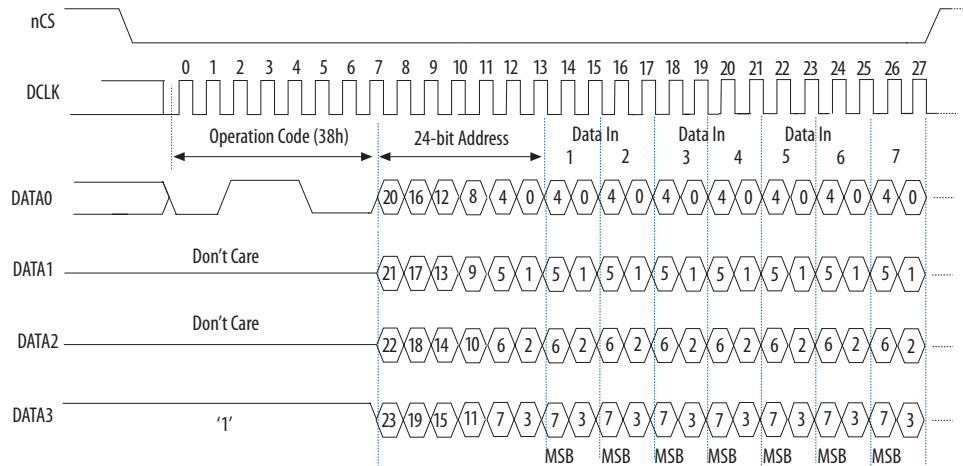 nCS
0 1 2 3 4 5 6 7 8 9 10 11 12 13 14 15 16 17 18 19 20 21 22 23 24 25 26 27
DCLK
Operation Code (38h) 24-bit Address Data In Data In Data In
1 2 3 4 5 6 7
DATA0 20 16 12 8 4 0 4 0 4 0 4 0 4 0 4 0 4 0 4 0
Don't Care
DATA1 21 17 13 9 5 1 5 1 5 1 5 1 5 1 5 1 5 1 5 1
Don't Care
DATA2 22 18 14 10 6 2 6 2 6 2 6 2 6 2 6 2 6 2 6 2
DATA3 '1' 23 19 15 11 7 3 7 3 7 3 7 3 7 3 7 3 7 3 7 3
MSB MSB MSB MSB MSB MSB MSB